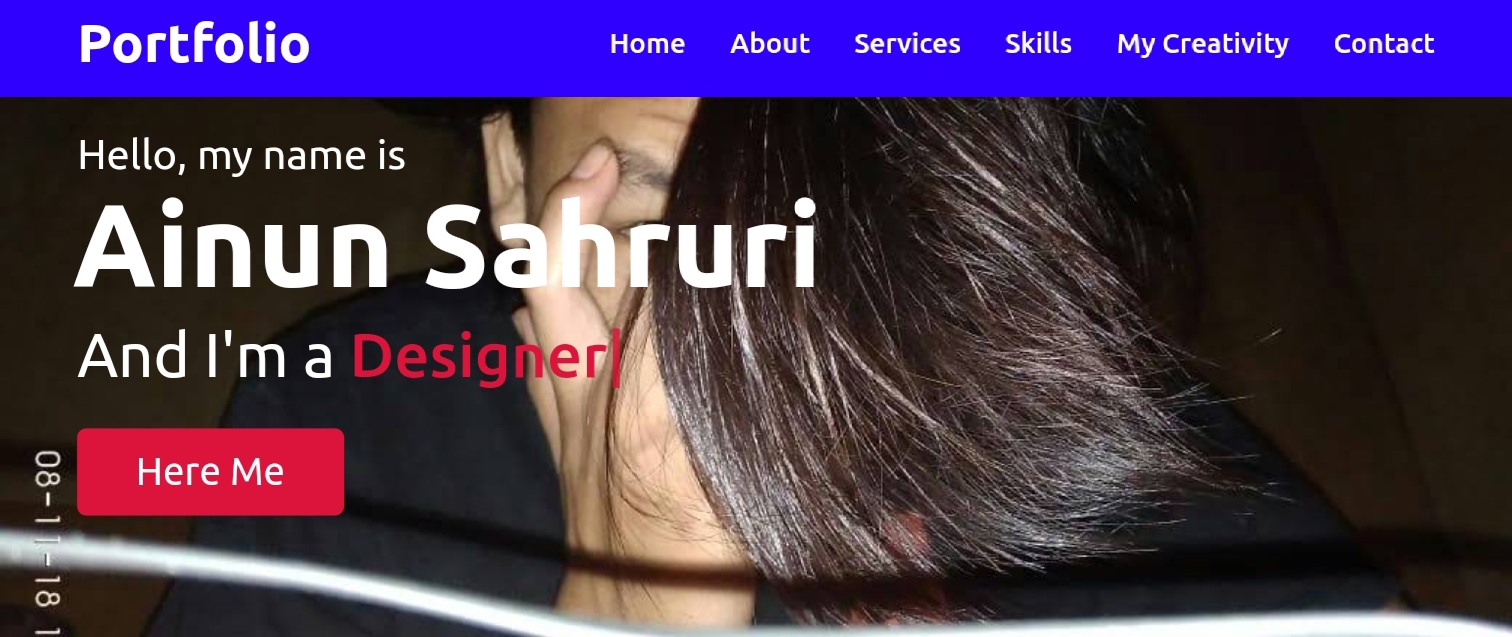 Portfolio
Home About Services Skills My Creativity Contact
Hello, my name is
Ainun Sahruri
And I'm a Designer|
Here Me
08-11-18 1